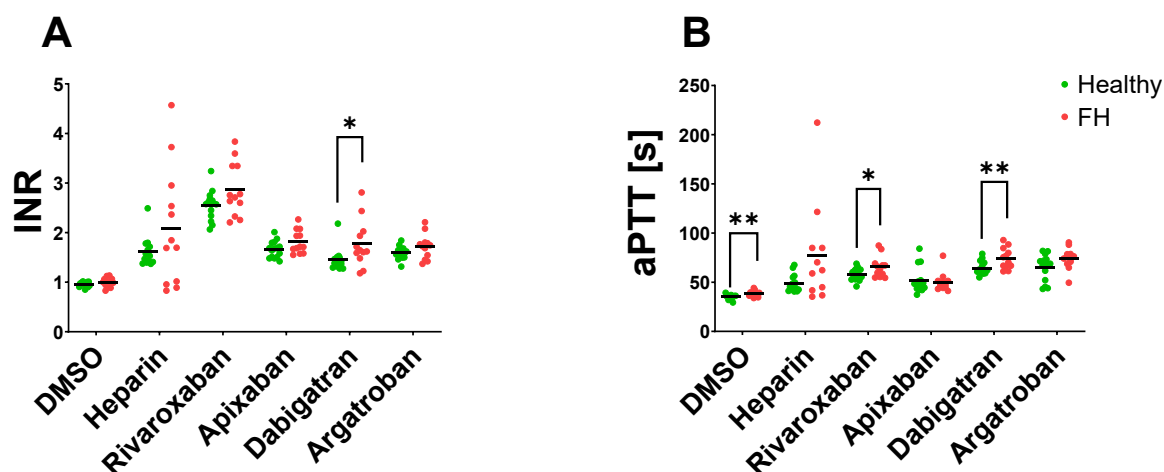 A
INR
5
4
3
2
1
0
*
DMSO
Heparin
Rivaroxaban
Apixaban
Dabigatran
Argatroban
B
aPTT [s]
250
200
150
100
50
0
**
*
**
DMSO
Heparin
Rivaroxaban
Apixaban
Dabigatran
Argatroban
Healthy
FH